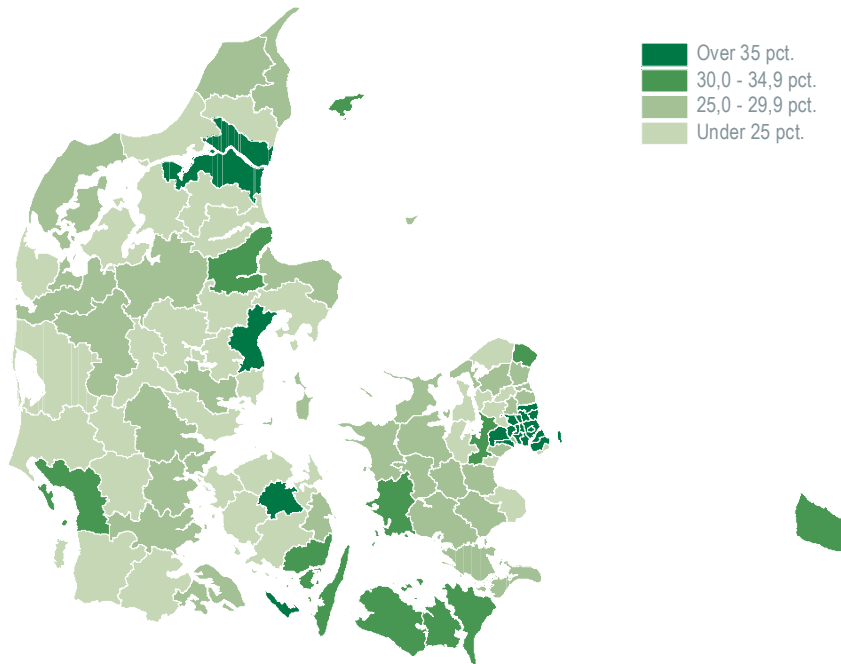 Over 35 pct.
30,0 - 34,9 pct.
25,0 - 29,9 pct.
Under 25 pct.